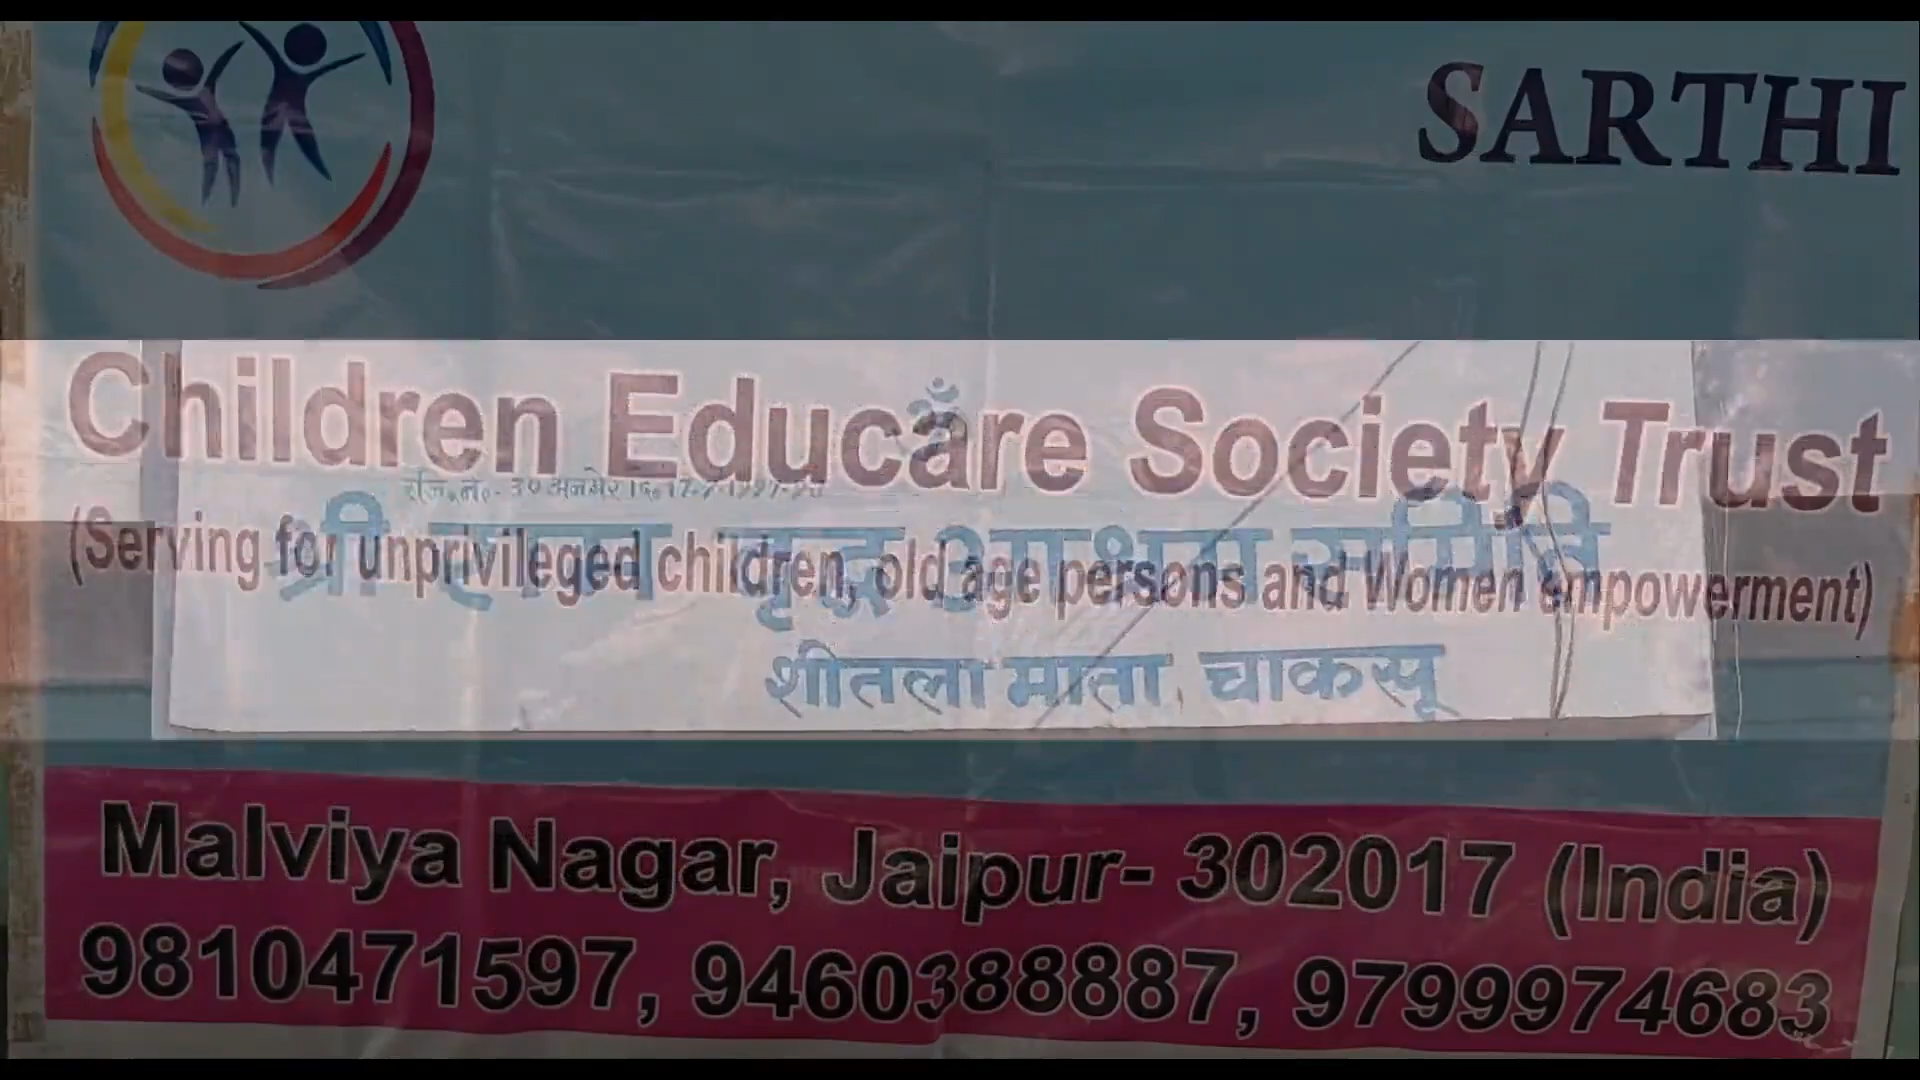 SARTHI
Children Educare Society Trust
ॐ
(Serving for unprivileged children, old age persons and Women empowerment)
श्री राम वृद्ध आश्रम समिति
शीतला माता, चाकसू
Malviya Nagar, Jaipur- 302017 (India)
9810471597, 9460388887, 9799974683